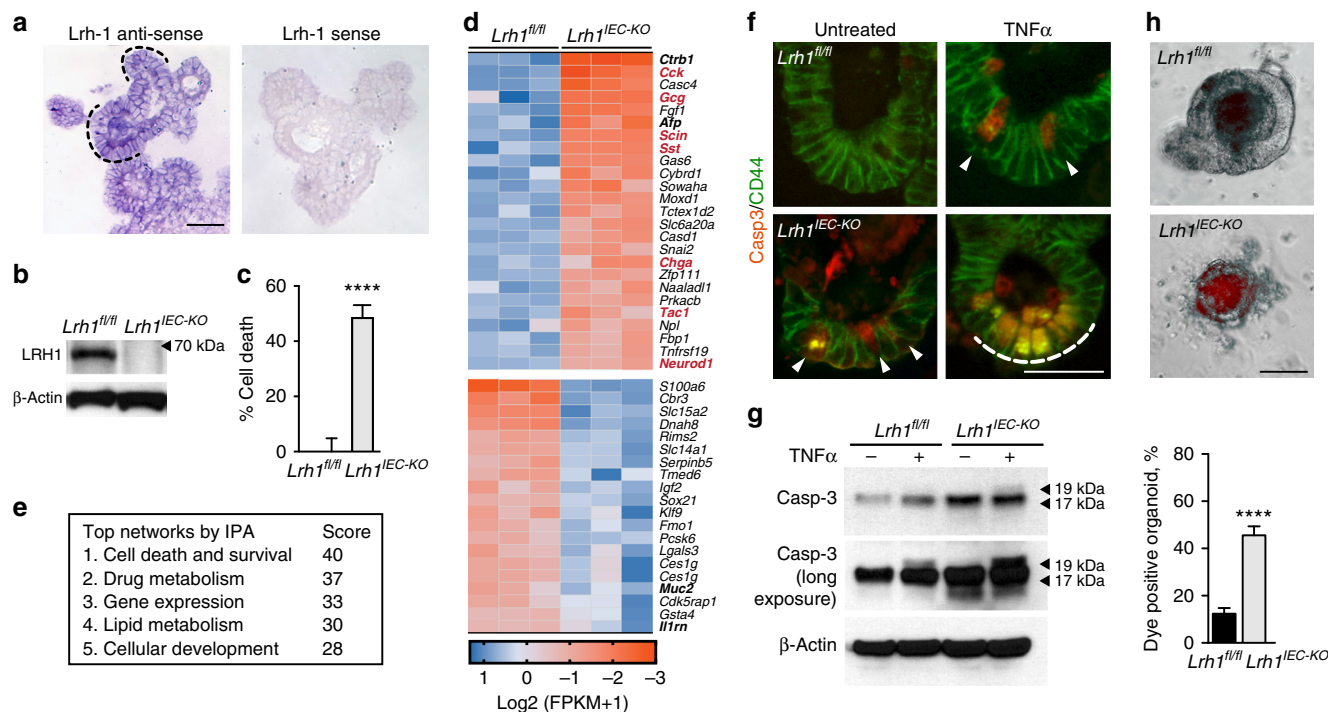 a
Lrh-1 anti-sense
Lrh-1 sense
b
Lrh1fl/fl Lrh1IEC-KO
LRH1
70 kDa
β-Actin
c
% Cell death
60
40
20
0
****
Lrh1fl/fl Lrh1IEC-KO
e
Top networks by IPA Score
1. Cell death and survival 40
2. Drug metabolism 37
3. Gene expression 33
4. Lipid metabolism 30
5. Cellular development 28
d
Lrh1fl/fl Lrh1IEC-KO
Ctrb1
Cck
Casc4
Gcg
Fgf1
Afp
Scin
Sst
Gas6
Cybrd1
Sowaha
Moxd1
Tctex1d2
Slc6a20a
Casd1
Snai2
Chga
Zfp111
Naaladl1
Prkacb
Tac1
Npl
Fbp1
Tnfrsf19
Neurod1
S100a6
Cbr3
Slc15a2
Dnah8
Rims2
Slc14a1
Serpinb5
Tmed6
Igf2
Sox21
Klf9
Fmo1
Pcsk6
Lgals3
Ces1g
Ces1g
Muc2
Cdk5rap1
Gsta4
Il1rn
1 0 −1 −2 −3
Log2 (FPKM+1)
f
Untreated TNFα
Casp3/CD44
Lrh1fl/fl
Lrh1IEC-KO
g
Lrh1fl/fl Lrh1IEC-KO
TNFα − + − +
Casp-3
19 kDa
17 kDa
Casp-3
(long
exposure)
19 kDa
17 kDa
β-Actin
h
Lrh1fl/fl
Lrh1IEC-KO
Dye positive organoid, %
80
60
40
20
0
****
Lrh1fl/fl Lrh1IEC-KO